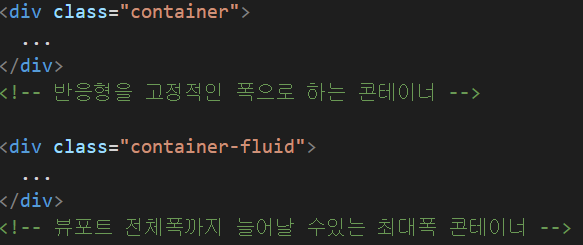 <div class="container">
...
</div>
<!-- 반응형을 고정적인 폭으로 하는 콘테이너 -->
<div class="container-fluid">
...
</div>
<!-- 뷰포트 전체폭까지 늘어날 수있는 최대폭 콘테이너 -->